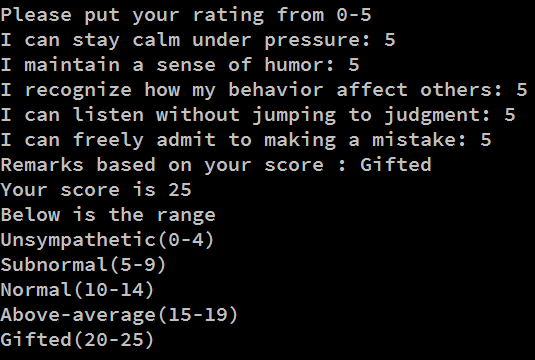 Please put your rating from 0-5
I can stay calm under pressure: 5
I maintain a sense of humor: 5
I recognize how my behavior affect others: 5
I can listen without jumping to judgment: 5
I can freely admit to making a mistake: 5
Remarks based on your score : Gifted
Your score is 25
Below is the range
Unsympathetic(0-4)
Subnormal(5-9)
Normal(10-14)
Above-average(15-19)
Gifted(20-25)